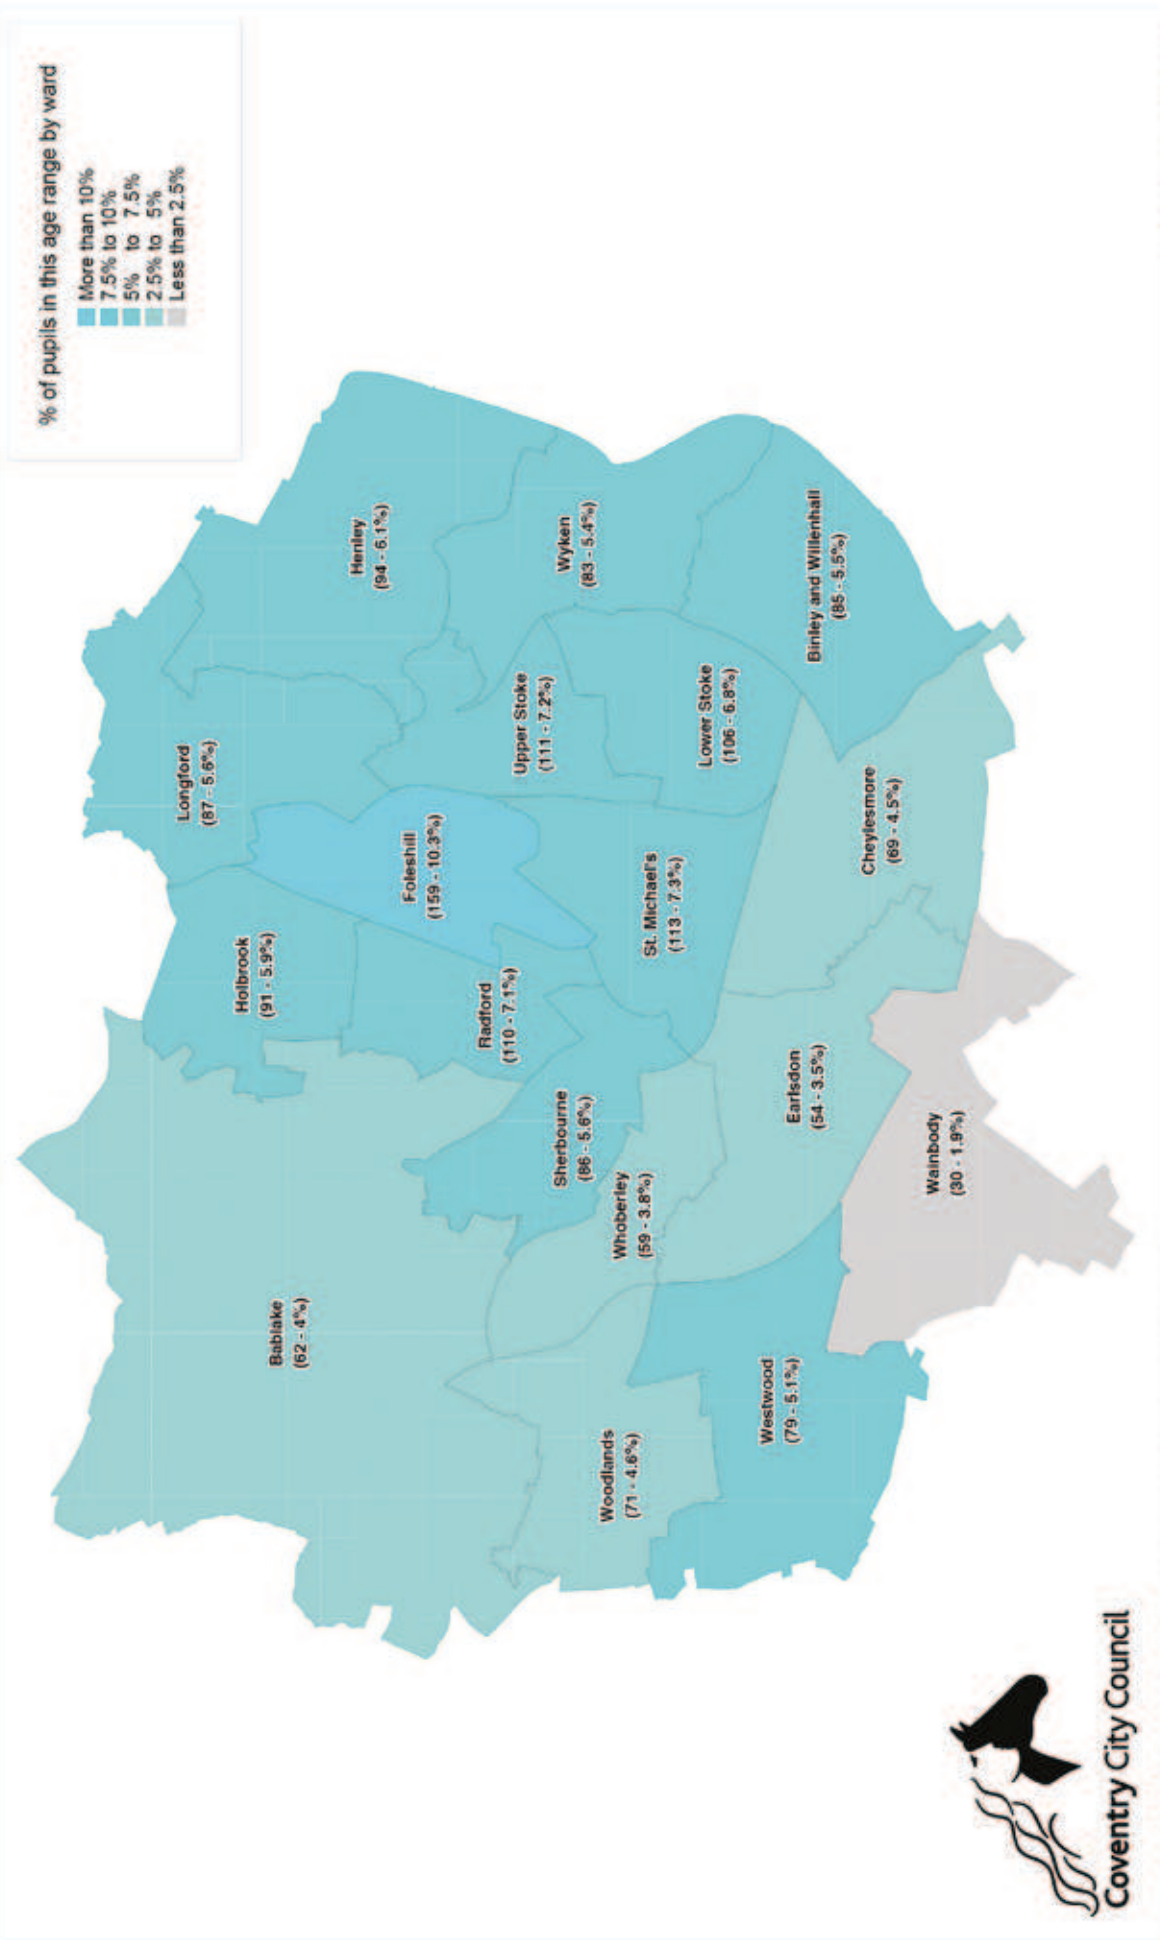 % of pupils in this age range by ward
More than 10%
7.5% to 10%
5% to 7.5%
2.5% to 5%
Less than 2.5%
Longford
(87 - 5.6%)
Holbrook
(91 - 5.9%)
Bablake
(62 - 4%)
Henley
(94 - 6.1%)
Foleshill
(159 - 10.3%)
Radford
(110 - 7.1%)
Wyken
(83 - 5.4%)
Upper Stoke
(111 - 7.2%)
Sherbourne
(86 - 5.6%)
Whoberley
(59 - 3.8%)
Woodlands
(71 - 4.6%)
St. Michael's
(113 - 7.3%)
Lower Stoke
(106 - 6.8%)
Binley and Willenhall
(85 - 5.5%)
Earlsdon
(54 - 3.5%)
Westwood
(79 - 5.1%)
Cheylesmore
(69 - 4.5%)
Wainbody
(30 - 1.9%)
Coventry City Council